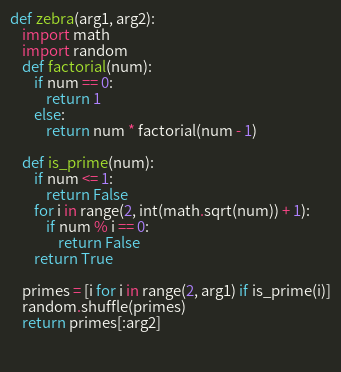 def zebra(arg1, arg2):
    import math
    import random
    def factorial(num):
        if num == 0:
            return 1
        else:
            return num * factorial(num - 1)

    def is_prime(num):
        if num <= 1:
            return False
        for i in range(2, int(math.sqrt(num)) + 1):
            if num % i == 0:
                return False
        return True

    primes = [i for i in range(2, arg1) if is_prime(i)]
    random.shuffle(primes)
    return primes[:arg2]